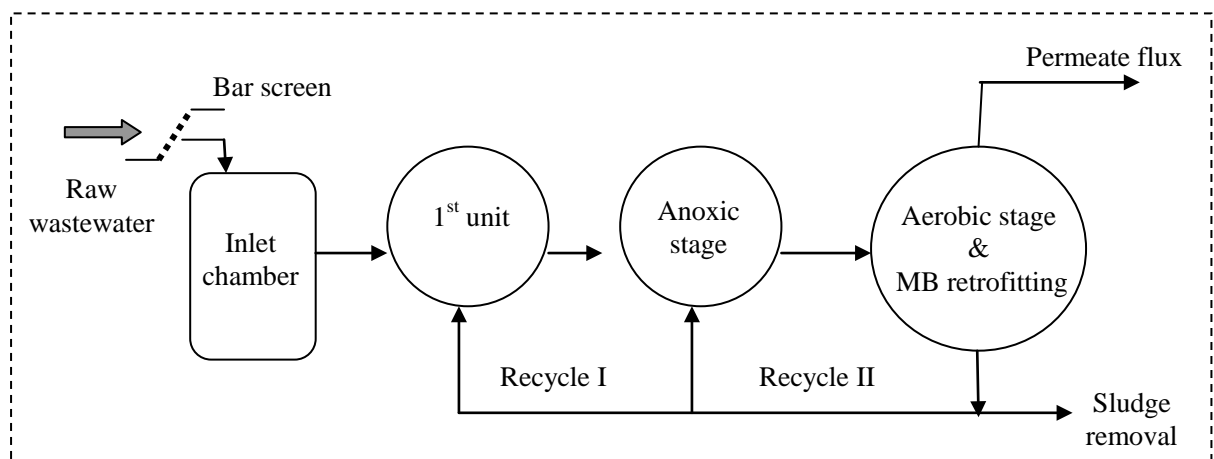 Permeate flux
Bar screen
Raw
wastewater
Inlet
chamber
1st unit
Anoxic
stage
Aerobic stage
&
MB retrofitting
Recycle I
Recycle II
Sludge
removal